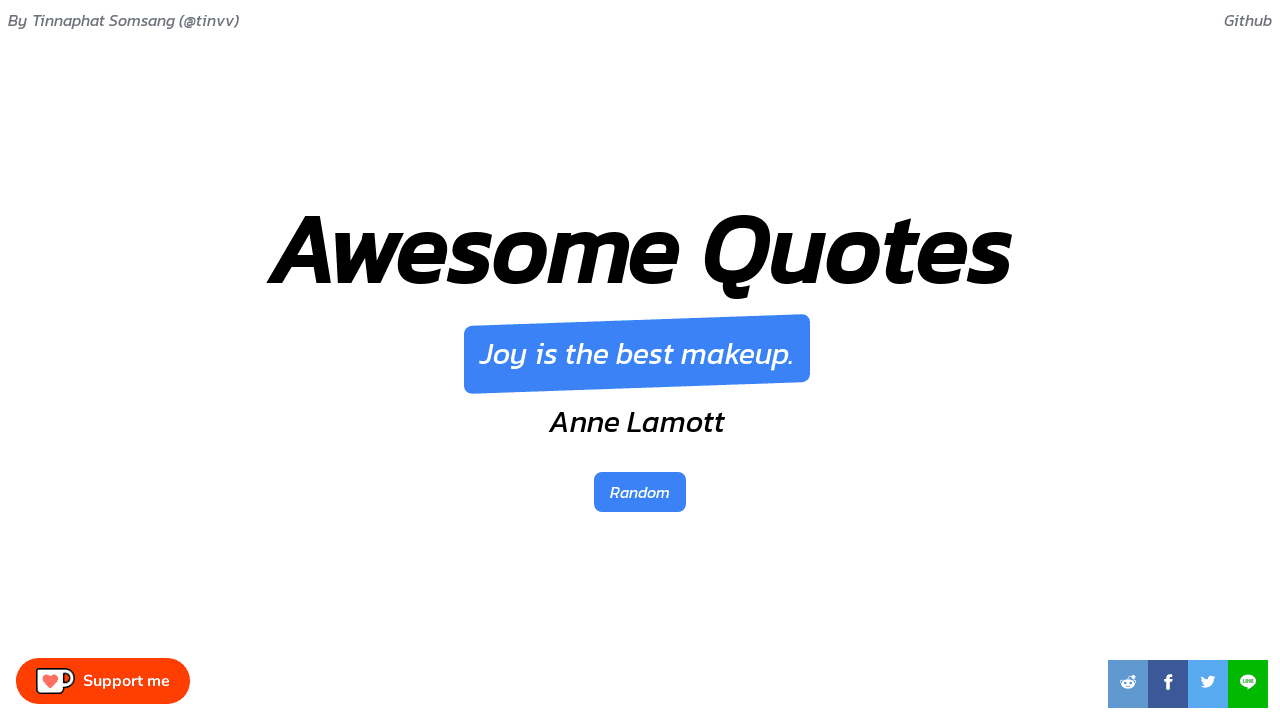 By Tinnaphat Somsang (@tinvv)
Github
Awesome Quotes
Joy is the best makeup.
Anne Lamott
Random
Support me
LINE